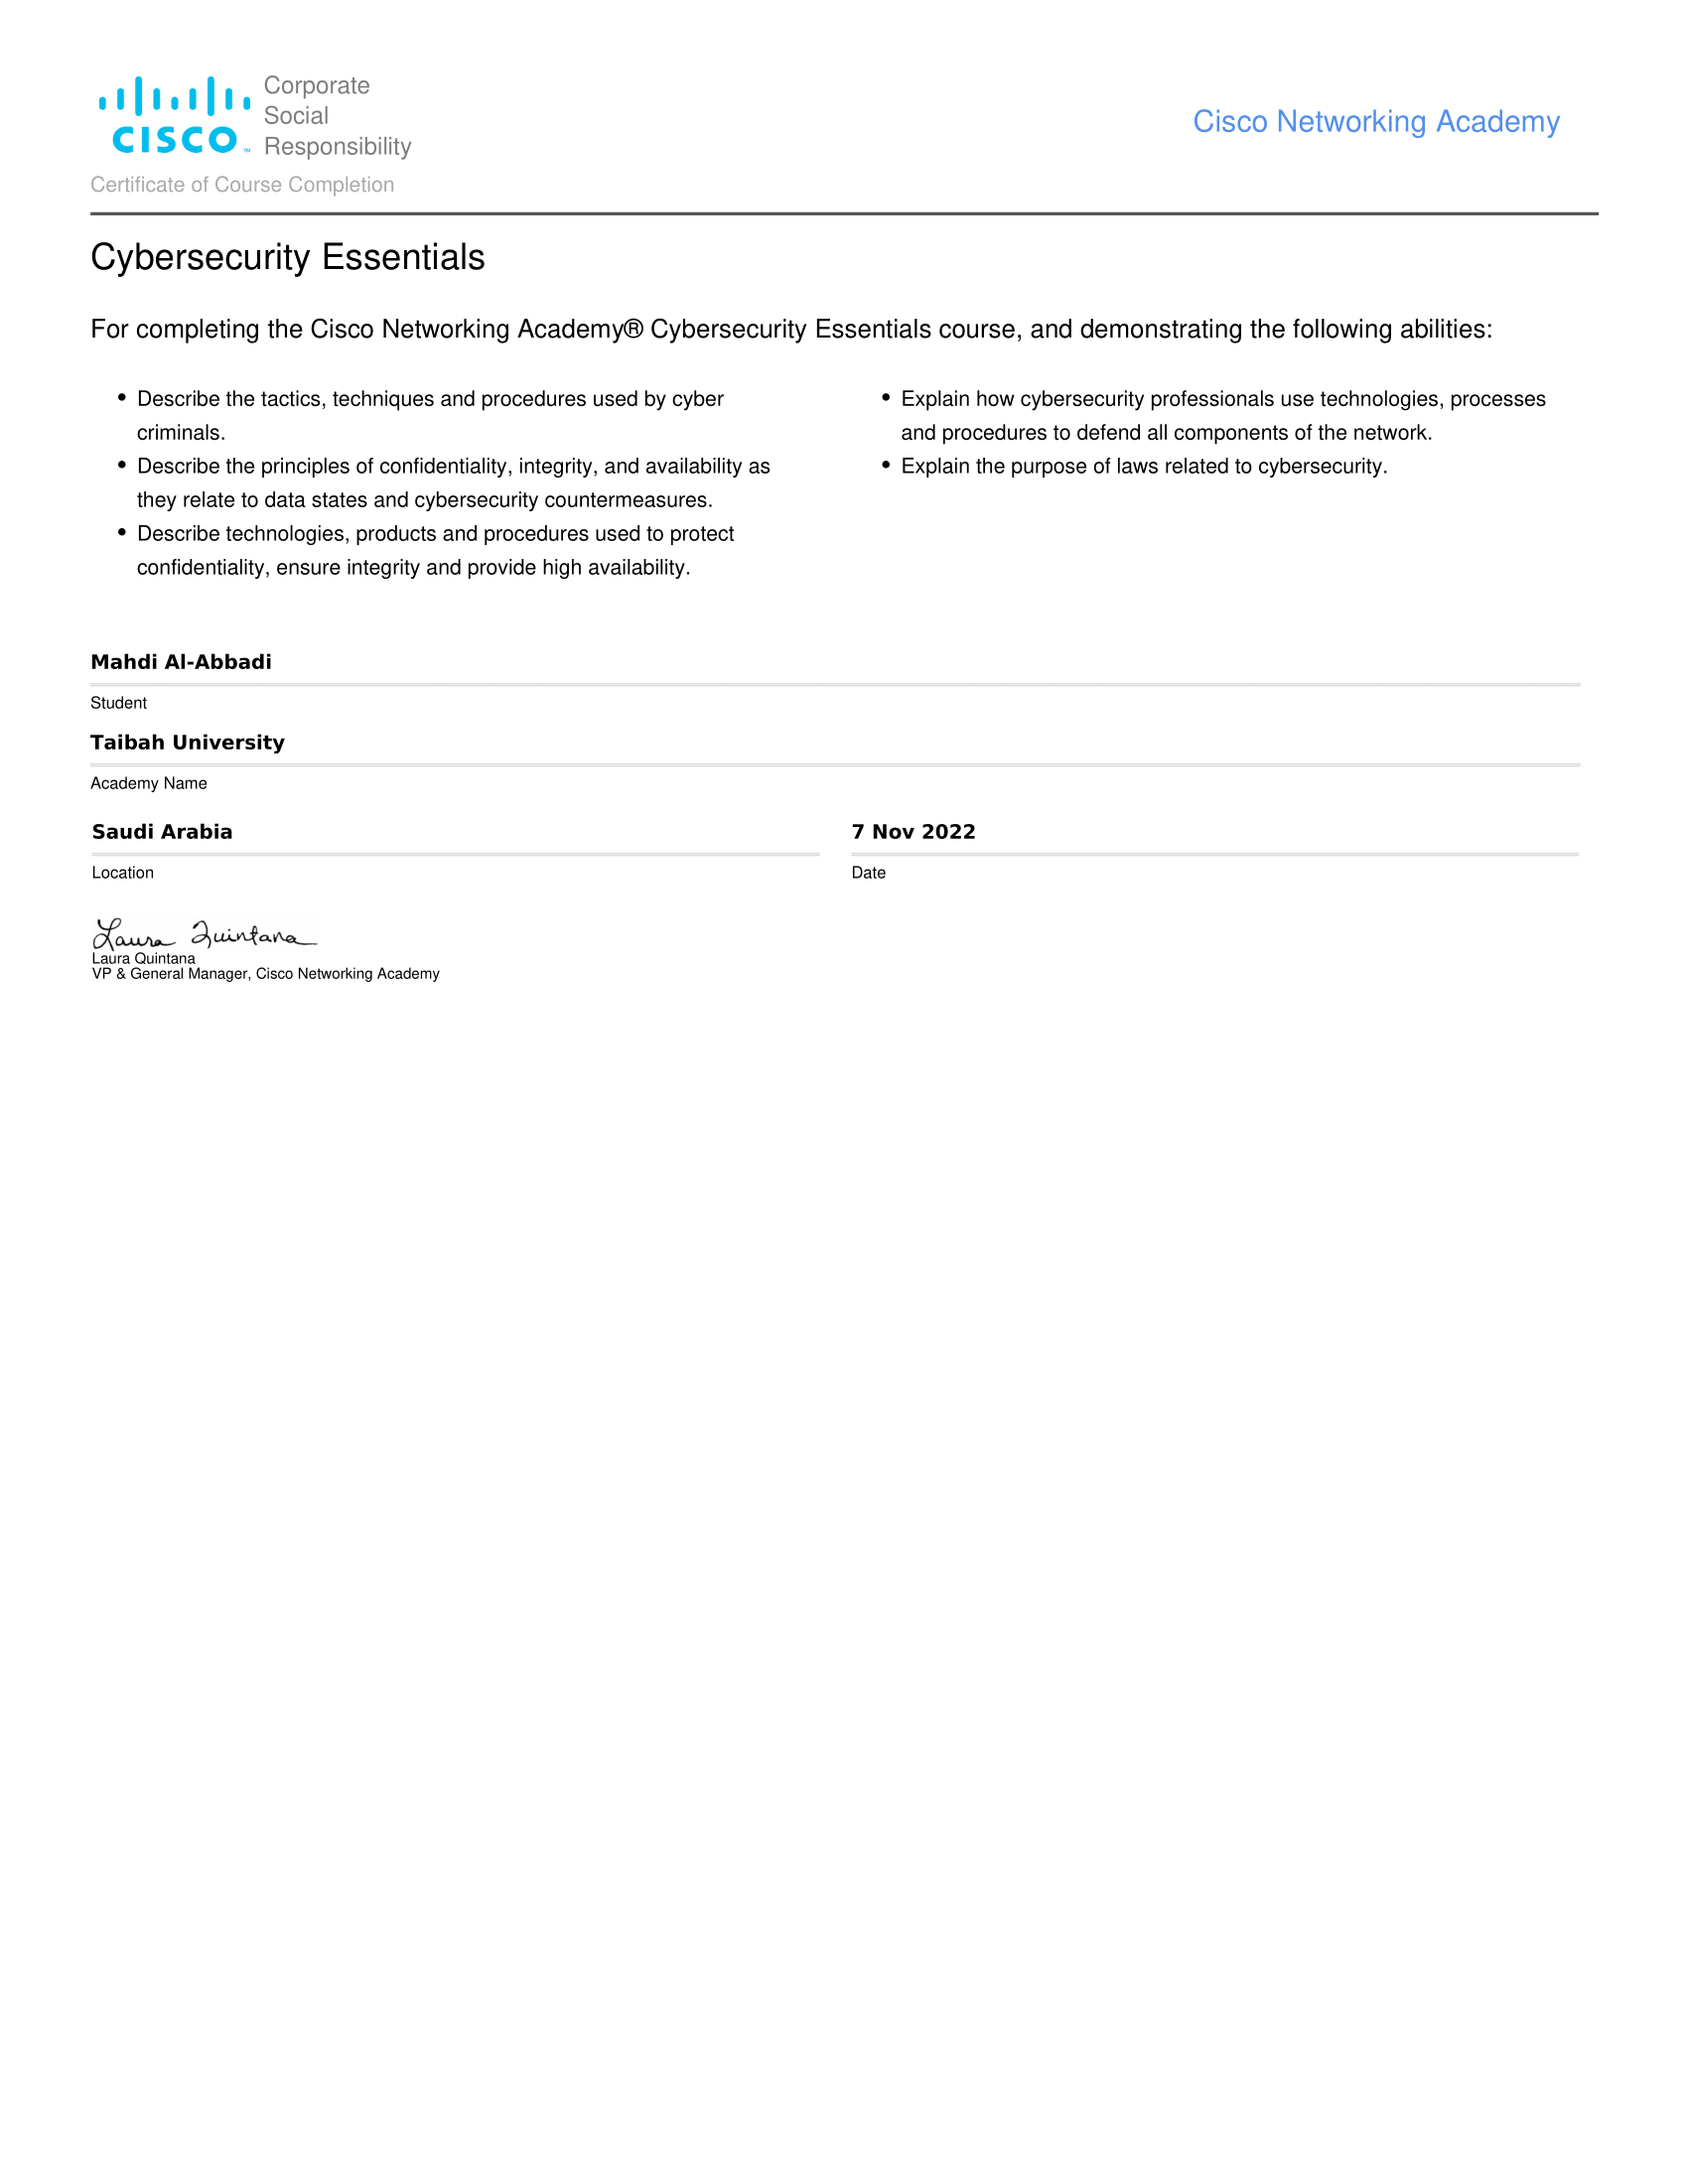 CISCO™
Corporate
Social
Responsibility
Cisco Networking Academy
Certificate of Course Completion
Cybersecurity Essentials
For completing the Cisco Networking Academy® Cybersecurity Essentials course, and demonstrating the following abilities:
• Describe the tactics, techniques and procedures used by cyber
criminals.
• Describe the principles of confidentiality, integrity, and availability as
they relate to data states and cybersecurity countermeasures.
• Describe technologies, products and procedures used to protect
confidentiality, ensure integrity and provide high availability.
• Explain how cybersecurity professionals use technologies, processes
and procedures to defend all components of the network.
• Explain the purpose of laws related to cybersecurity.
Mahdi Al-Abbadi
Student
Taibah University
Academy Name
Saudi Arabia
Location
7 Nov 2022
Date
Laura Quintana
Laura Quintana
VP & General Manager, Cisco Networking Academy